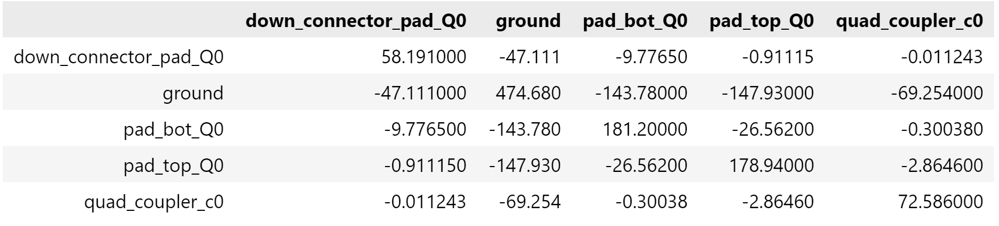 down_connector_pad_Q0 ground pad_bot_Q0 pad_top_Q0 quad_coupler_c0
down_connector_pad_Q0 58.191000 -47.111 -9.77650 -0.91115 -0.011243
ground -47.111000 474.680 -143.78000 -147.93000 -69.254000
pad_bot_Q0 -9.776500 -143.780 181.20000 -26.56200 -0.300380
pad_top_Q0 -0.911150 -147.930 -26.56200 178.94000 -2.864600
quad_coupler_c0 -0.011243 -69.254 -0.30038 -2.86460 72.586000